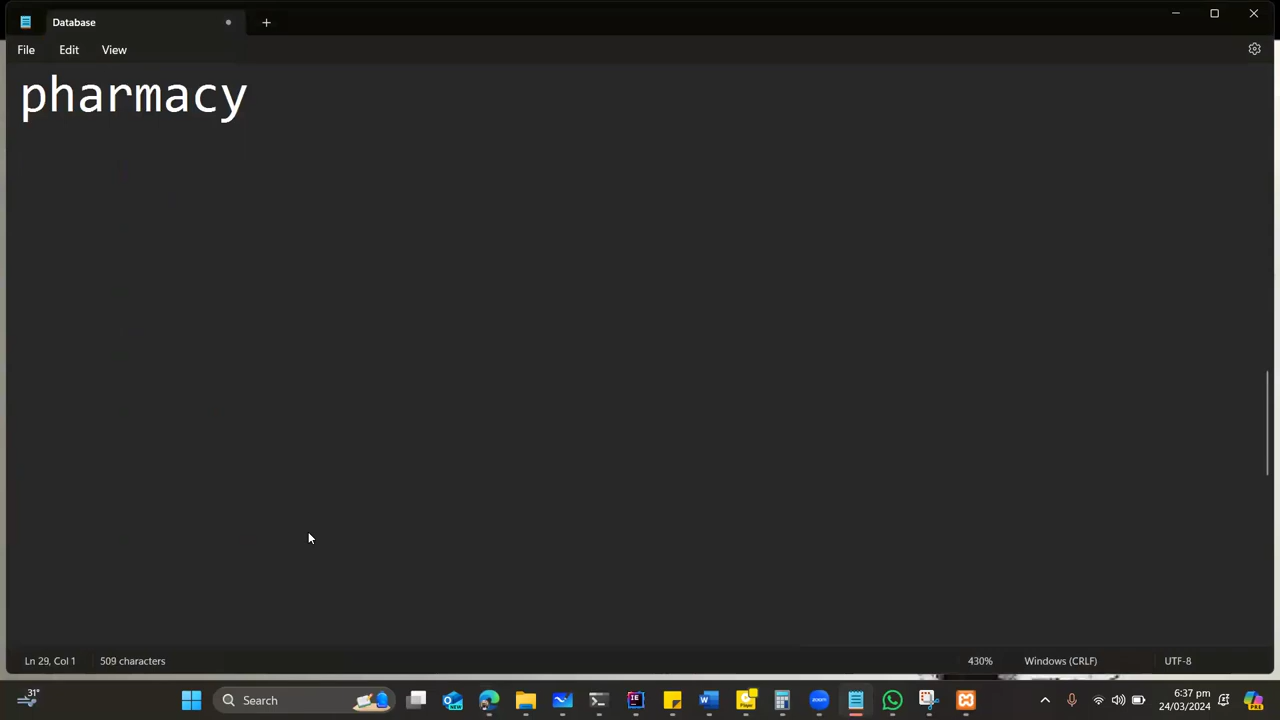 Database
File Edit View
pharmacy
Ln 29, Col 1 509 characters 430% Windows (CRLF) UTF-8
31°
Search
6:37 pm
24/03/2024